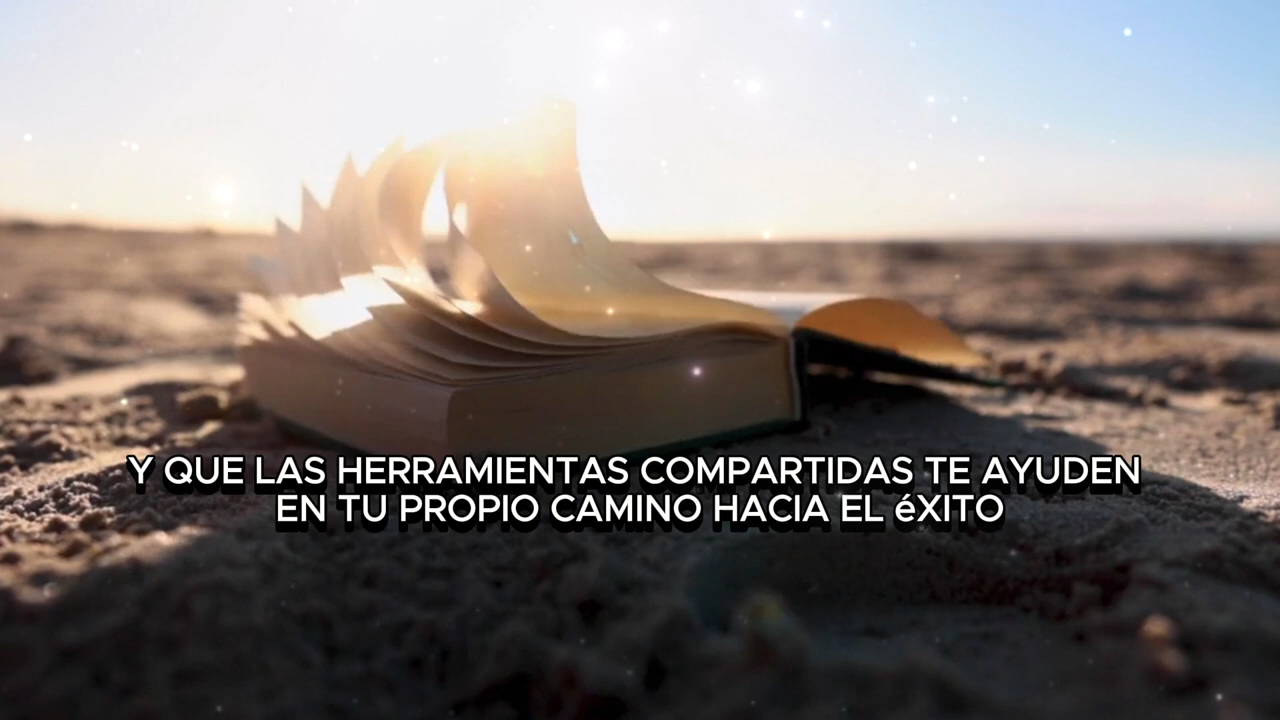 Y QUE LAS HERRAMIENTAS COMPARTIDAS TE AYUDEN
EN TU PROPIO CAMINO HACIA EL éXITO